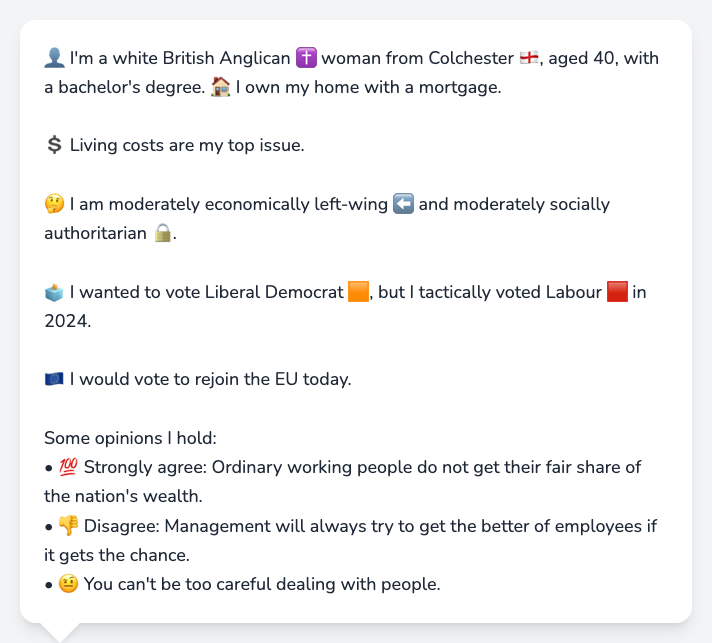 👤 I'm a white British Anglican ✝️ woman from Colchester 🏴󠁧󠁢󠁥󠁮󠁧󠁿, aged 40, with
a bachelor's degree. 🏠 I own my home with a mortgage.
💲 Living costs are my top issue.
🤔 I am moderately economically left-wing ⬅️ and moderately socially
authoritarian 🔒.
🗳️ I wanted to vote Liberal Democrat 🟧, but I tactically voted Labour 🟥 in
2024.
🇪🇺 I would vote to rejoin the EU today.
Some opinions I hold:
• 💯 Strongly agree: Ordinary working people do not get their fair share of
the nation's wealth.
• 👎 Disagree: Management will always try to get the better of employees if
it gets the chance.
• 🤨 You can't be too careful dealing with people.